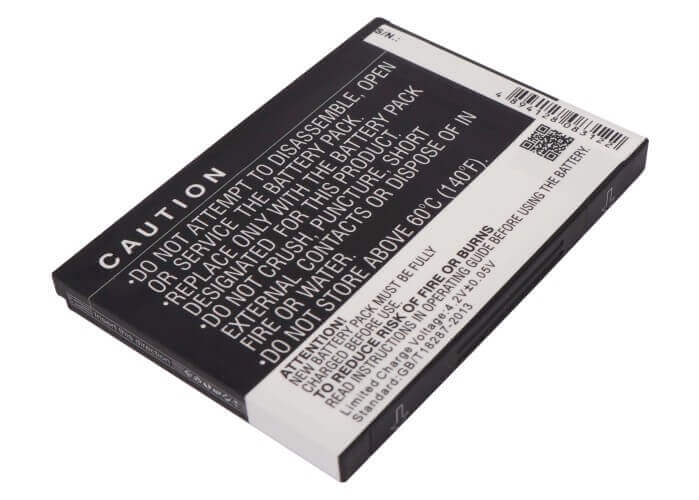 CAUTION
•DO NOT ATTEMPT TO DISASSEMBLE, OPEN
OR SERVICE THE BATTERY PACK.
•REPLACE ONLY WITH THE BATTERY PACK
DESIGNATED FOR THIS PRODUCT.
•DO NOT CRUSH, PUNCTURE, SHORT
EXTERNAL CONTACTS OR DISPOSE OF IN
FIRE OR WATER.
•DO NOT STORE ABOVE 60℃ (140℉).
ATTENTION:
NEW BATTERY PACK MUST BE FULLY
CHARGED BEFORE USE.
TO REDUCE RISK OF FIRE OR BURNS
READ INSTRUCTIONS IN OPERATING GUIDE BEFORE USING THE BATTERY.
Limited Charge Voltage:4.2V±0.05V
Standard:GB/T18287-2013
S/N.:
Insert this direction